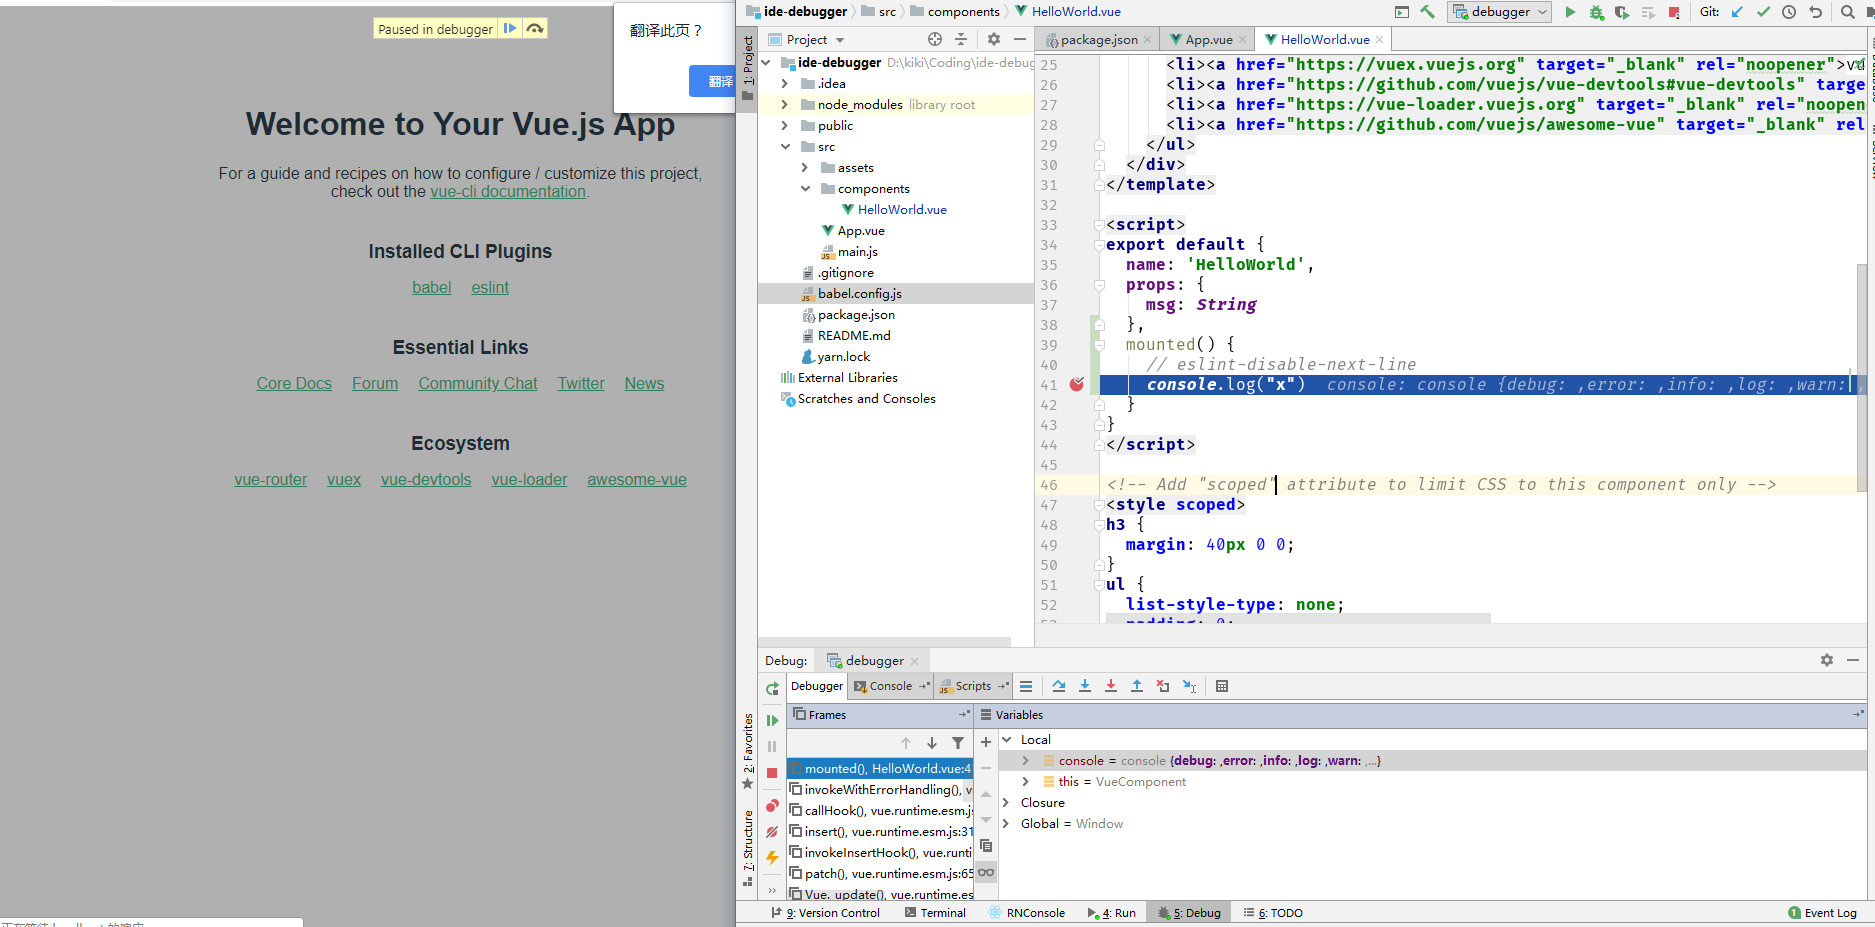 Paused in debugger
翻译此页？
翻译
Welcome to Your Vue.js App
For a guide and recipes on how to configure / customize this project,
check out the vue-cli documentation.
Installed CLI Plugins
babel eslint
Essential Links
Core Docs Forum Community Chat Twitter News
Ecosystem
vue-router vuex vue-devtools vue-loader awesome-vue
ide-debugger src components HelloWorld.vue
debugger Git:
1: Project
Project
ide-debugger D:\kiki\Coding\ide-debug
.idea
node_modules library root
public
src
assets
components
HelloWorld.vue
App.vue
main.js
.gitignore
babel.config.js
package.json
README.md
yarn.lock
External Libraries
Scratches and Consoles
package.json App.vue HelloWorld.vue
25 <li><a href="https://vuex.vuejs.org" target="_blank" rel="noopener">vu
26 <li><a href="https://github.com/vuejs/vue-devtools#vue-devtools" targe
27 <li><a href="https://vue-loader.vuejs.org" target="_blank" rel="noopen
28 <li><a href="https://github.com/vuejs/awesome-vue" target="_blank" rel
29 </ul>
30 </div>
31 </template>
32
33 <script>
34 export default {
35 name: 'HelloWorld',
36 props: {
37 msg: String
38 },
39 mounted() {
40 // eslint-disable-next-line
41 console.log("x") console: console {debug: ,error: ,info: ,log: ,warn: ,
42 }
43 }
44 </script>
45
46 <!-- Add "scoped" attribute to limit CSS to this component only -->
47 <style scoped>
48 h3 {
49 margin: 40px 0 0;
50 }
51 ul {
52 list-style-type: none;
53 padding: 0;
Debug: debugger
Debugger Console Scripts
Frames
mounted(), HelloWorld.vue:41
invokeWithErrorHandling(), v
callHook(), vue.runtime.esm.js
insert(), vue.runtime.esm.js:31
invokeInsertHook(), vue.runti
patch(), vue.runtime.esm.js:65
Vue._update(), vue.runtime.es
Variables
Local
console = console {debug: ,error: ,info: ,log: ,warn: ,...}
this = VueComponent
Closure
Global = Window
2: Favorites
7: Structure
9: Version Control Terminal RNConsole 4: Run 5: Debug 6: TODO
1 Event Log